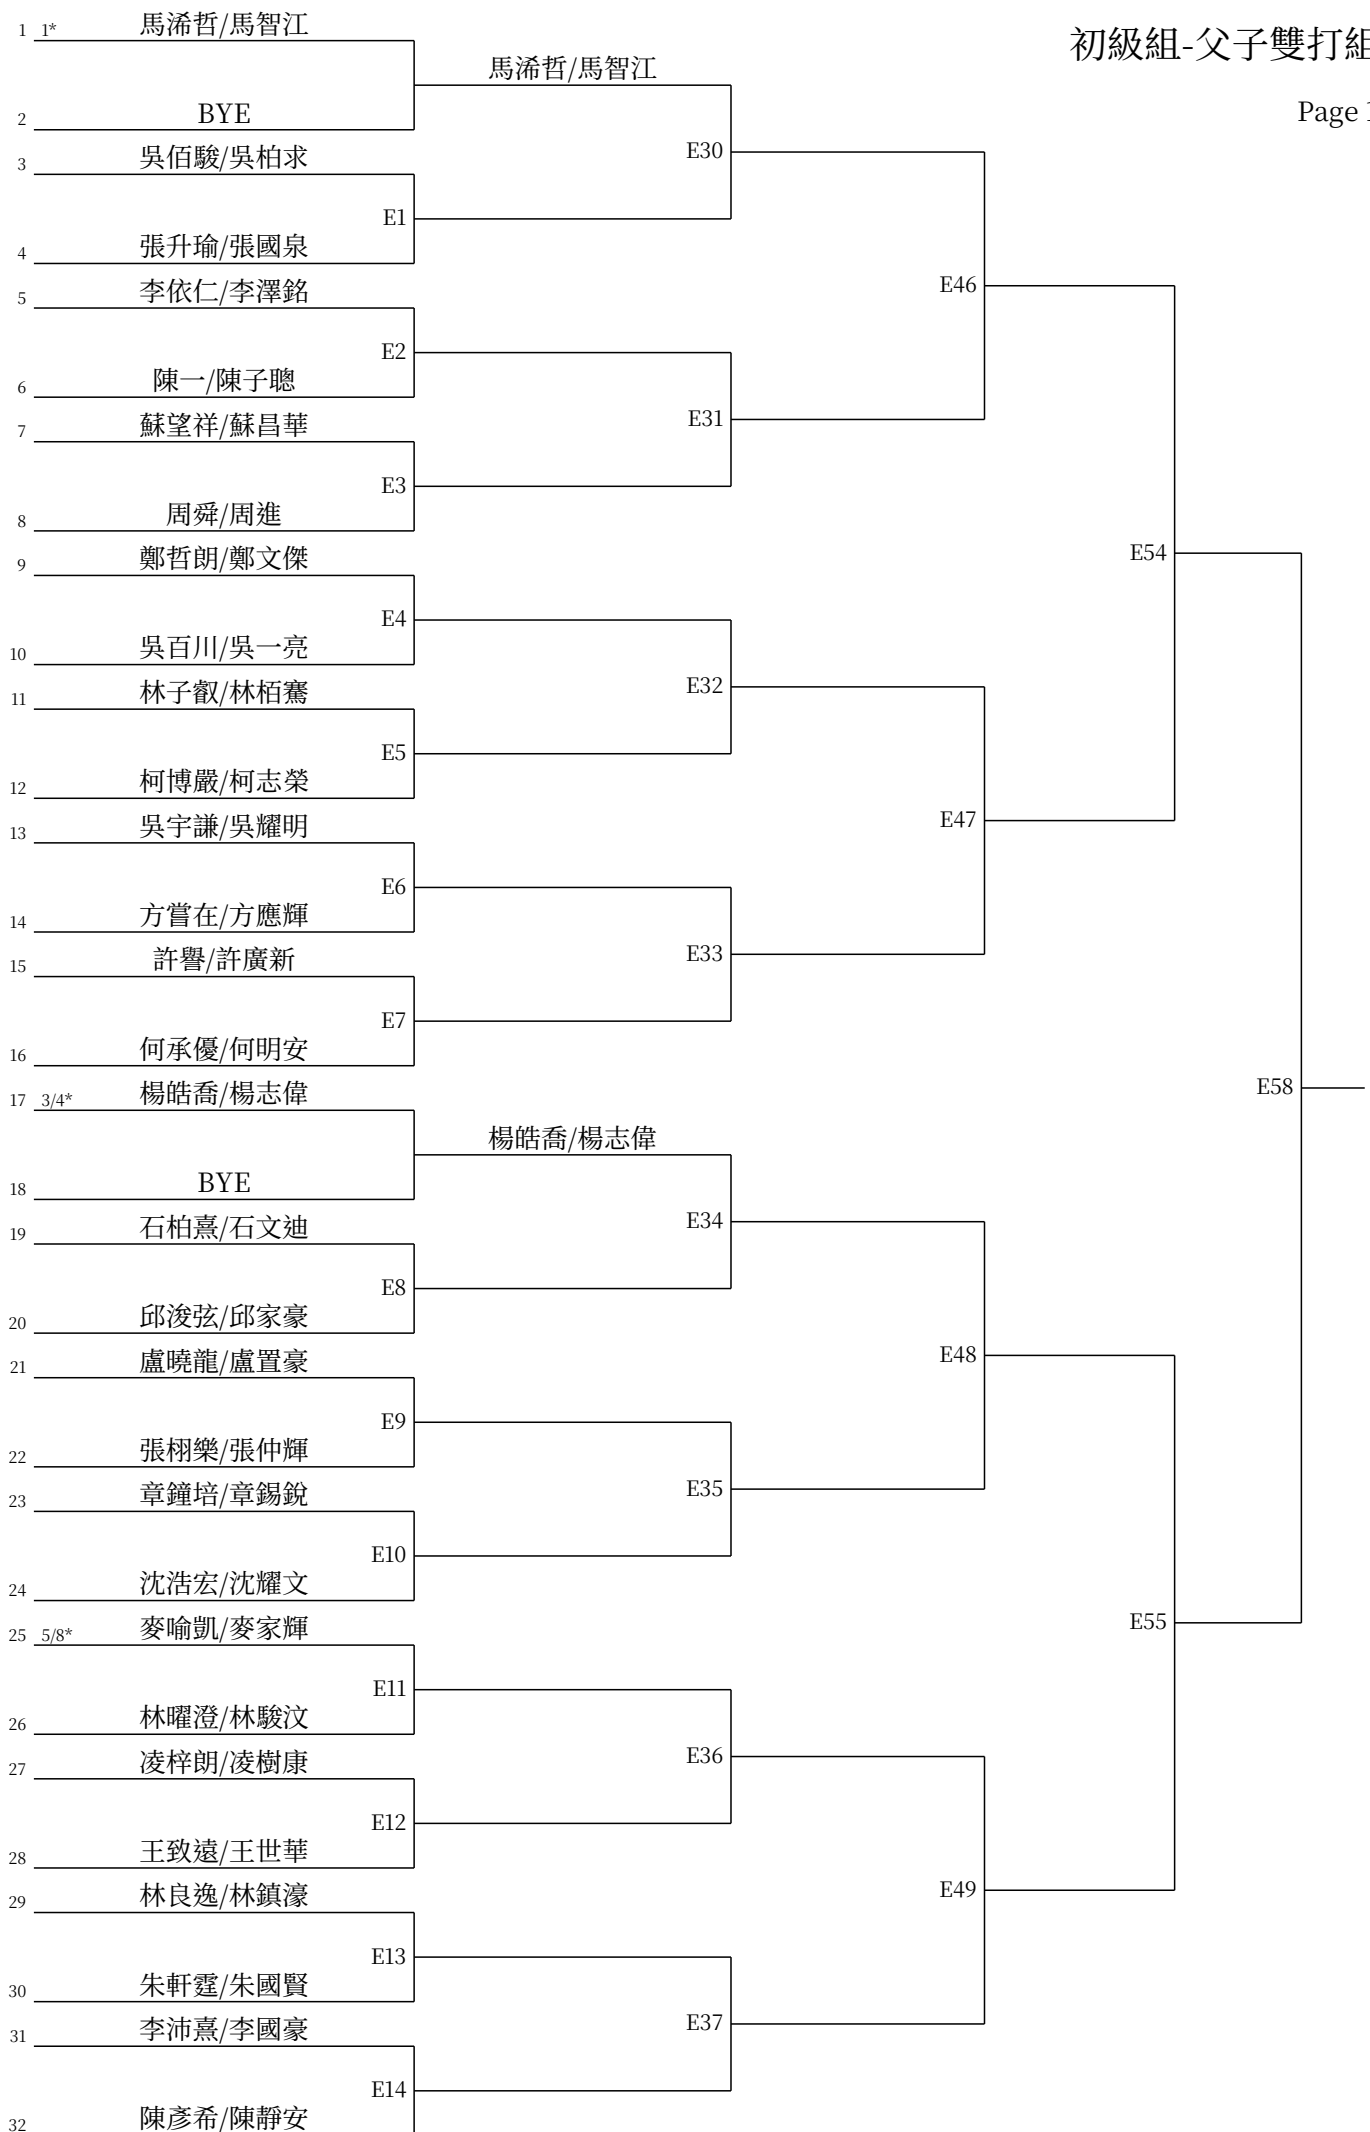 初級組-父子雙打組
Page 1
1 1* 馬浠哲/馬智江
馬浠哲/馬智江
2 BYE
3 吳佰駿/吳柏求
E30
E1
4 張升瑜/張國泉
5 李依仁/李澤銘
E46
E2
6 陳一/陳子聰
7 蘇望祥/蘇昌華
E31
E3
8 周舜/周進
9 鄭哲朗/鄭文傑
E54
E4
10 吳百川/吳一亮
11 林子叡/林栢騫
E32
E5
12 柯博嚴/柯志榮
13 吳宇謙/吳耀明
E47
E6
14 方嘗在/方應輝
15 許譽/許廣新
E33
E7
16 何承優/何明安
17 3/4* 楊皓喬/楊志偉
E58
楊皓喬/楊志偉
18 BYE
19 石柏熹/石文迪
E34
E8
20 邱浚弦/邱家豪
21 盧曉龍/盧置豪
E48
E9
22 張栩樂/張仲輝
23 章鐘培/章錫銳
E35
E10
24 沈浩宏/沈耀文
25 5/8* 麥喻凱/麥家輝
E55
E11
26 林曜澄/林駿汶
27 凌梓朗/凌樹康
E36
E12
28 王致遠/王世華
29 林良逸/林鎮濠
E49
E13
30 朱軒霆/朱國賢
31 李沛熹/李國豪
E37
E14
32 陳彥希/陳靜安